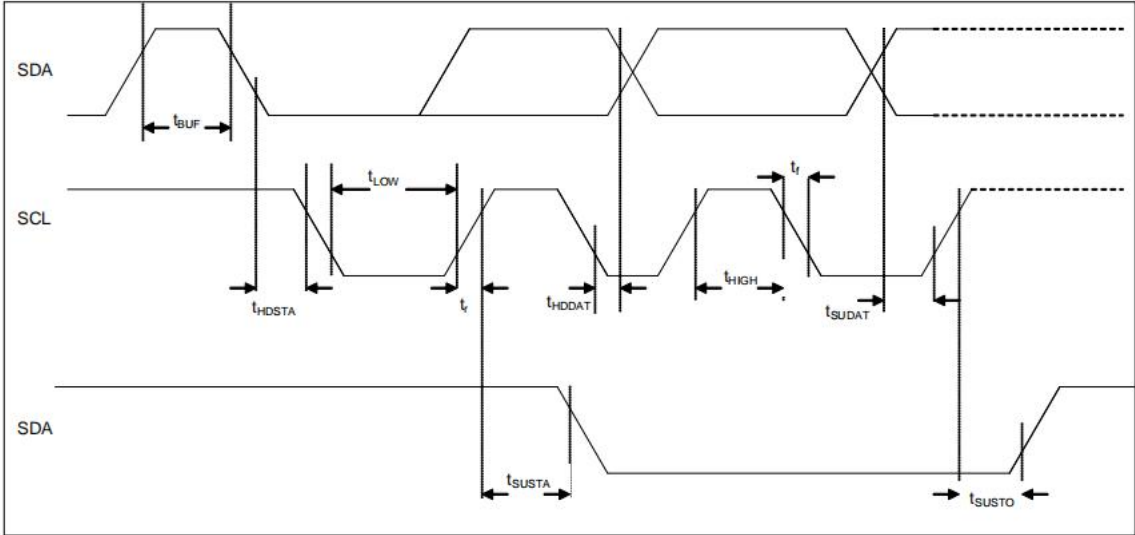 SDA
tBUF
tLOW
tf
SCL
tHDSTA
tr
tHDDAT
tHIGH
tSUDAT
SDA
tSUSTA
tSUSTO